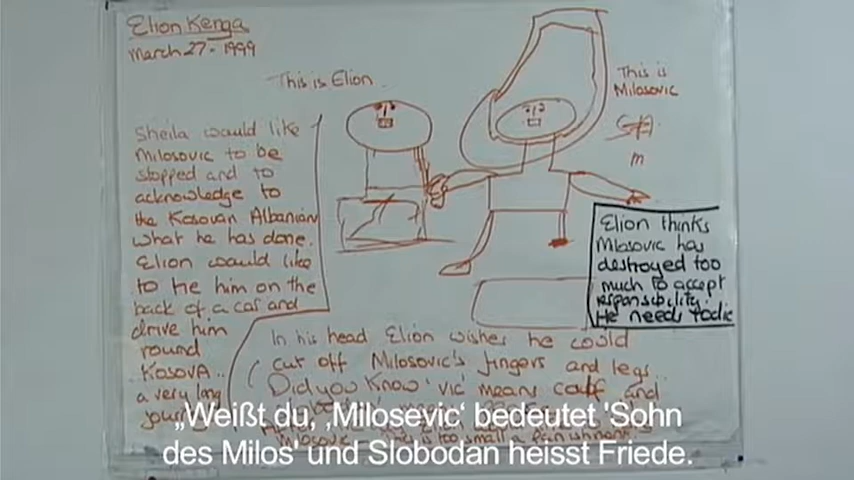 Elion Kenga
March 27-1999
This is Elion.
This is
Milosovic
m
Sheila would like
Milosovic to be
stopped and to
acknowledge to
the Kosovan Albanian
what he has done.
Elion would like
to tie him on the
back of a car and
drive him
round
KOSOVA..
a very long
Elion thinks
Milosovic has
destroyed too
much to accept
responsibility.
He needs to die
In his head Elion wishes he could
cut off Milosovic's fingers and legs..
Did you know 'vic' means and
„Weißt du, ‚Milosevic‘ bedeutet 'Sohn
des Milos' und Slobodan heisst Friede.